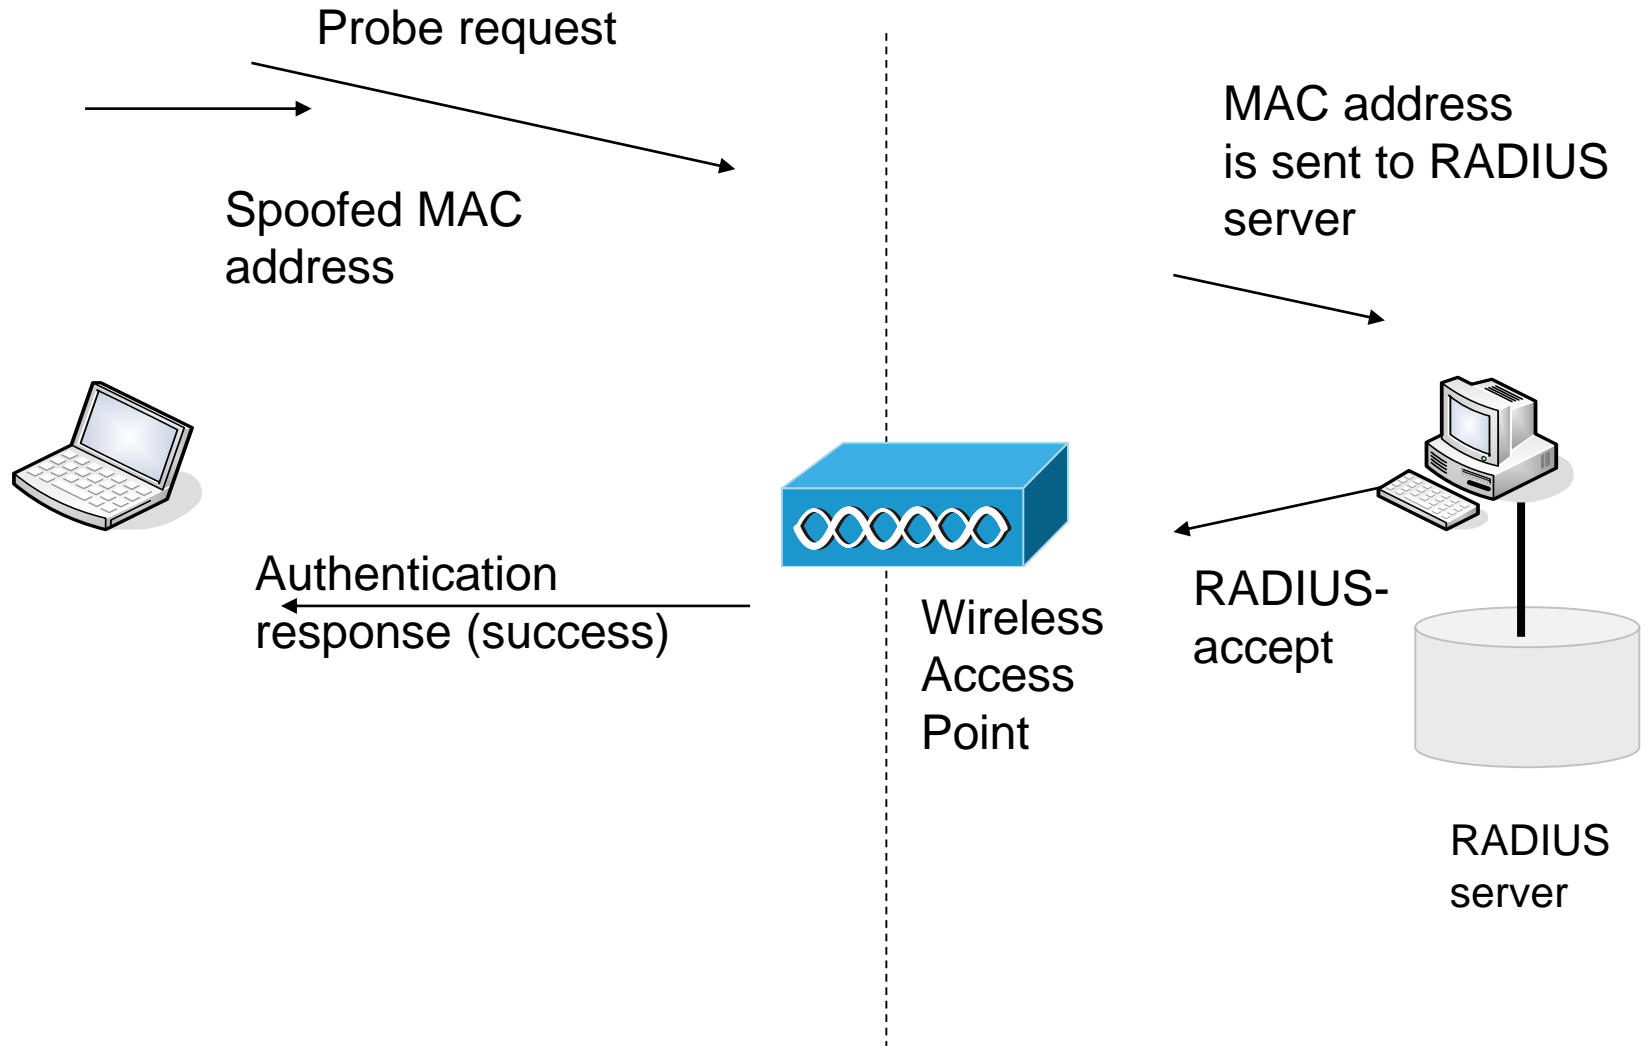 Probe request
Spoofed MAC
address
MAC address
is sent to RADIUS
server
Authentication
response (success)
Wireless
Access
Point
RADIUS-
accept
RADIUS
server